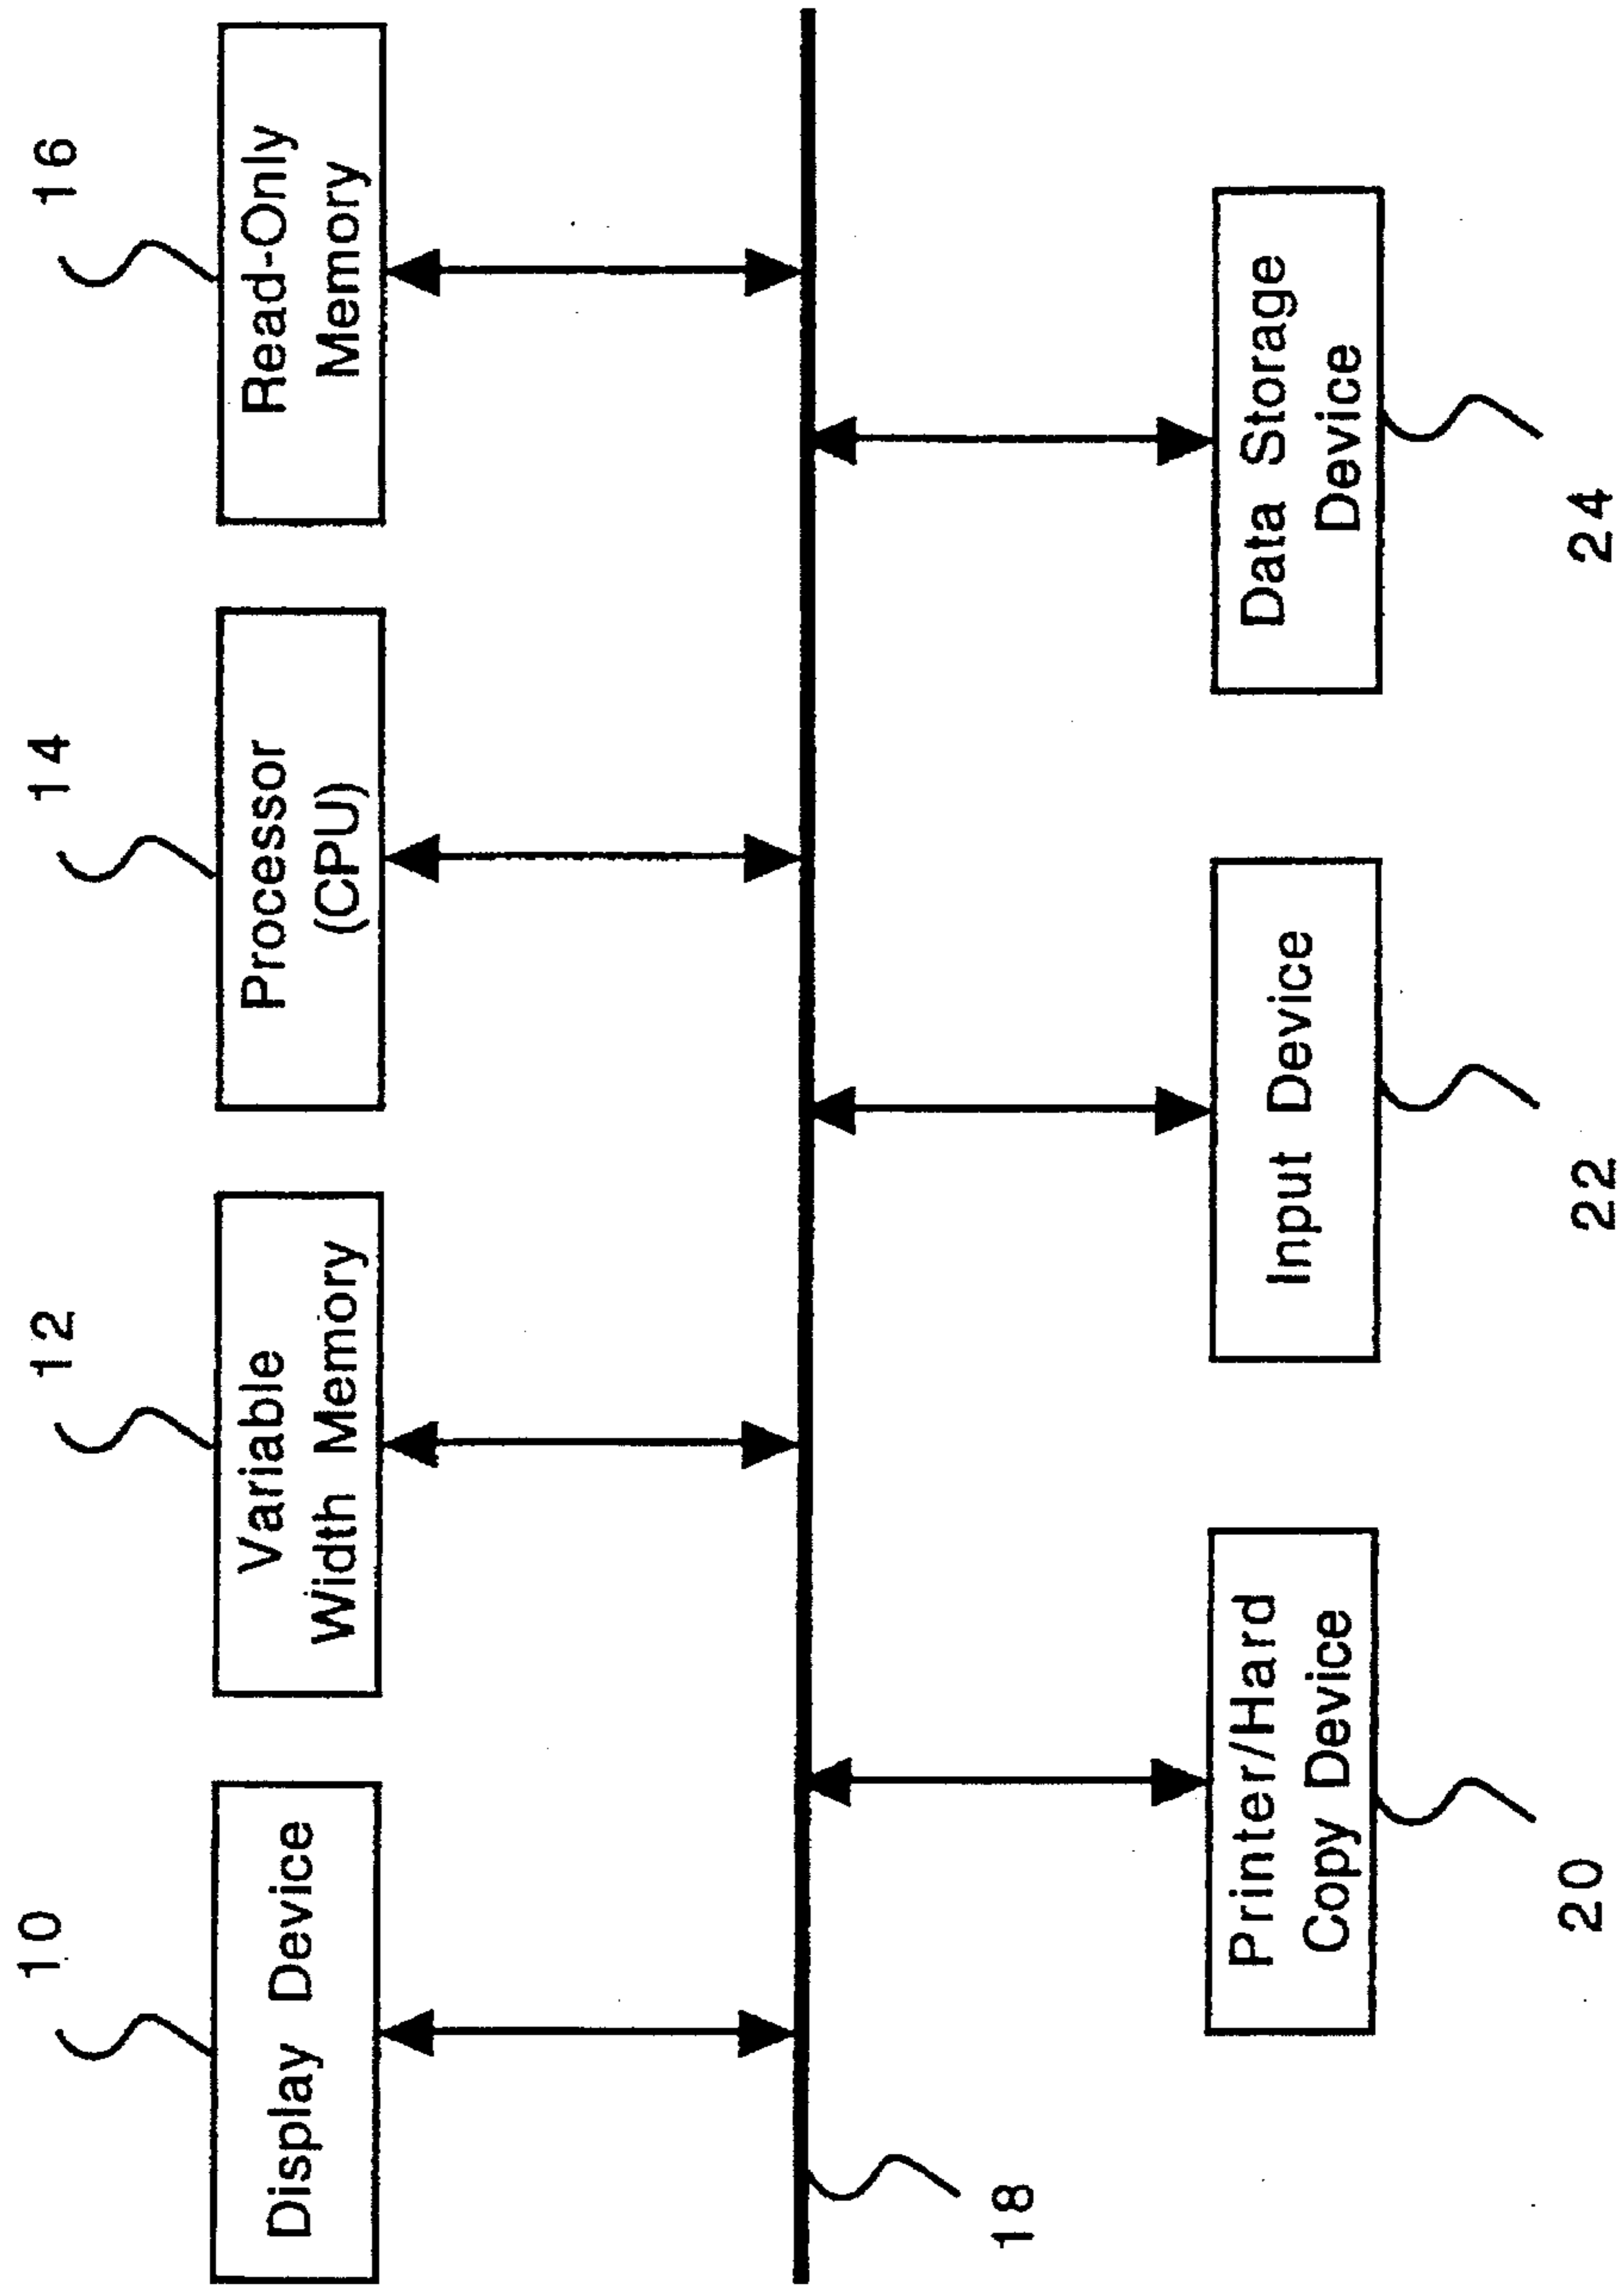 10
12
14
16
Display Device
Variable
Width Memory
Processor
(CPU)
Read-Only
Memory
18
Printer/Hard
Copy Device
Input Device
Data Storage
Device
20
22
24